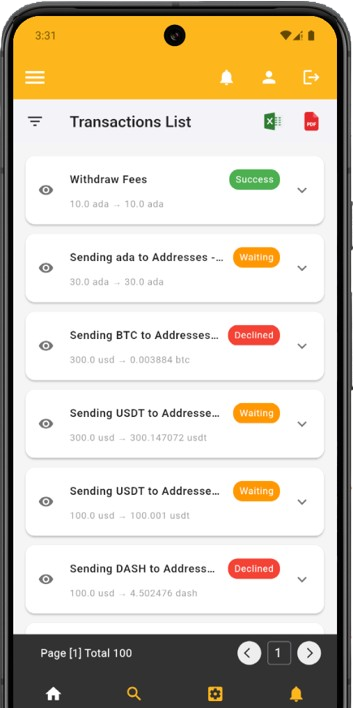 3:31
Transactions List
PDF
Withdraw Fees
Success
10.0 ada → 10.0 ada
Sending ada to Addresses -...
Waiting
30.0 ada → 30.0 ada
Sending BTC to Addresses...
Declined
300.0 usd → 0.003884 btc
Sending USDT to Addresse...
Waiting
300.0 usd → 300.147072 usdt
Sending USDT to Addresse...
Waiting
100.0 usd → 100.001 usdt
Sending DASH to Address...
Declined
100.0 usd → 4.502476 dash
Page [1] Total 100
1